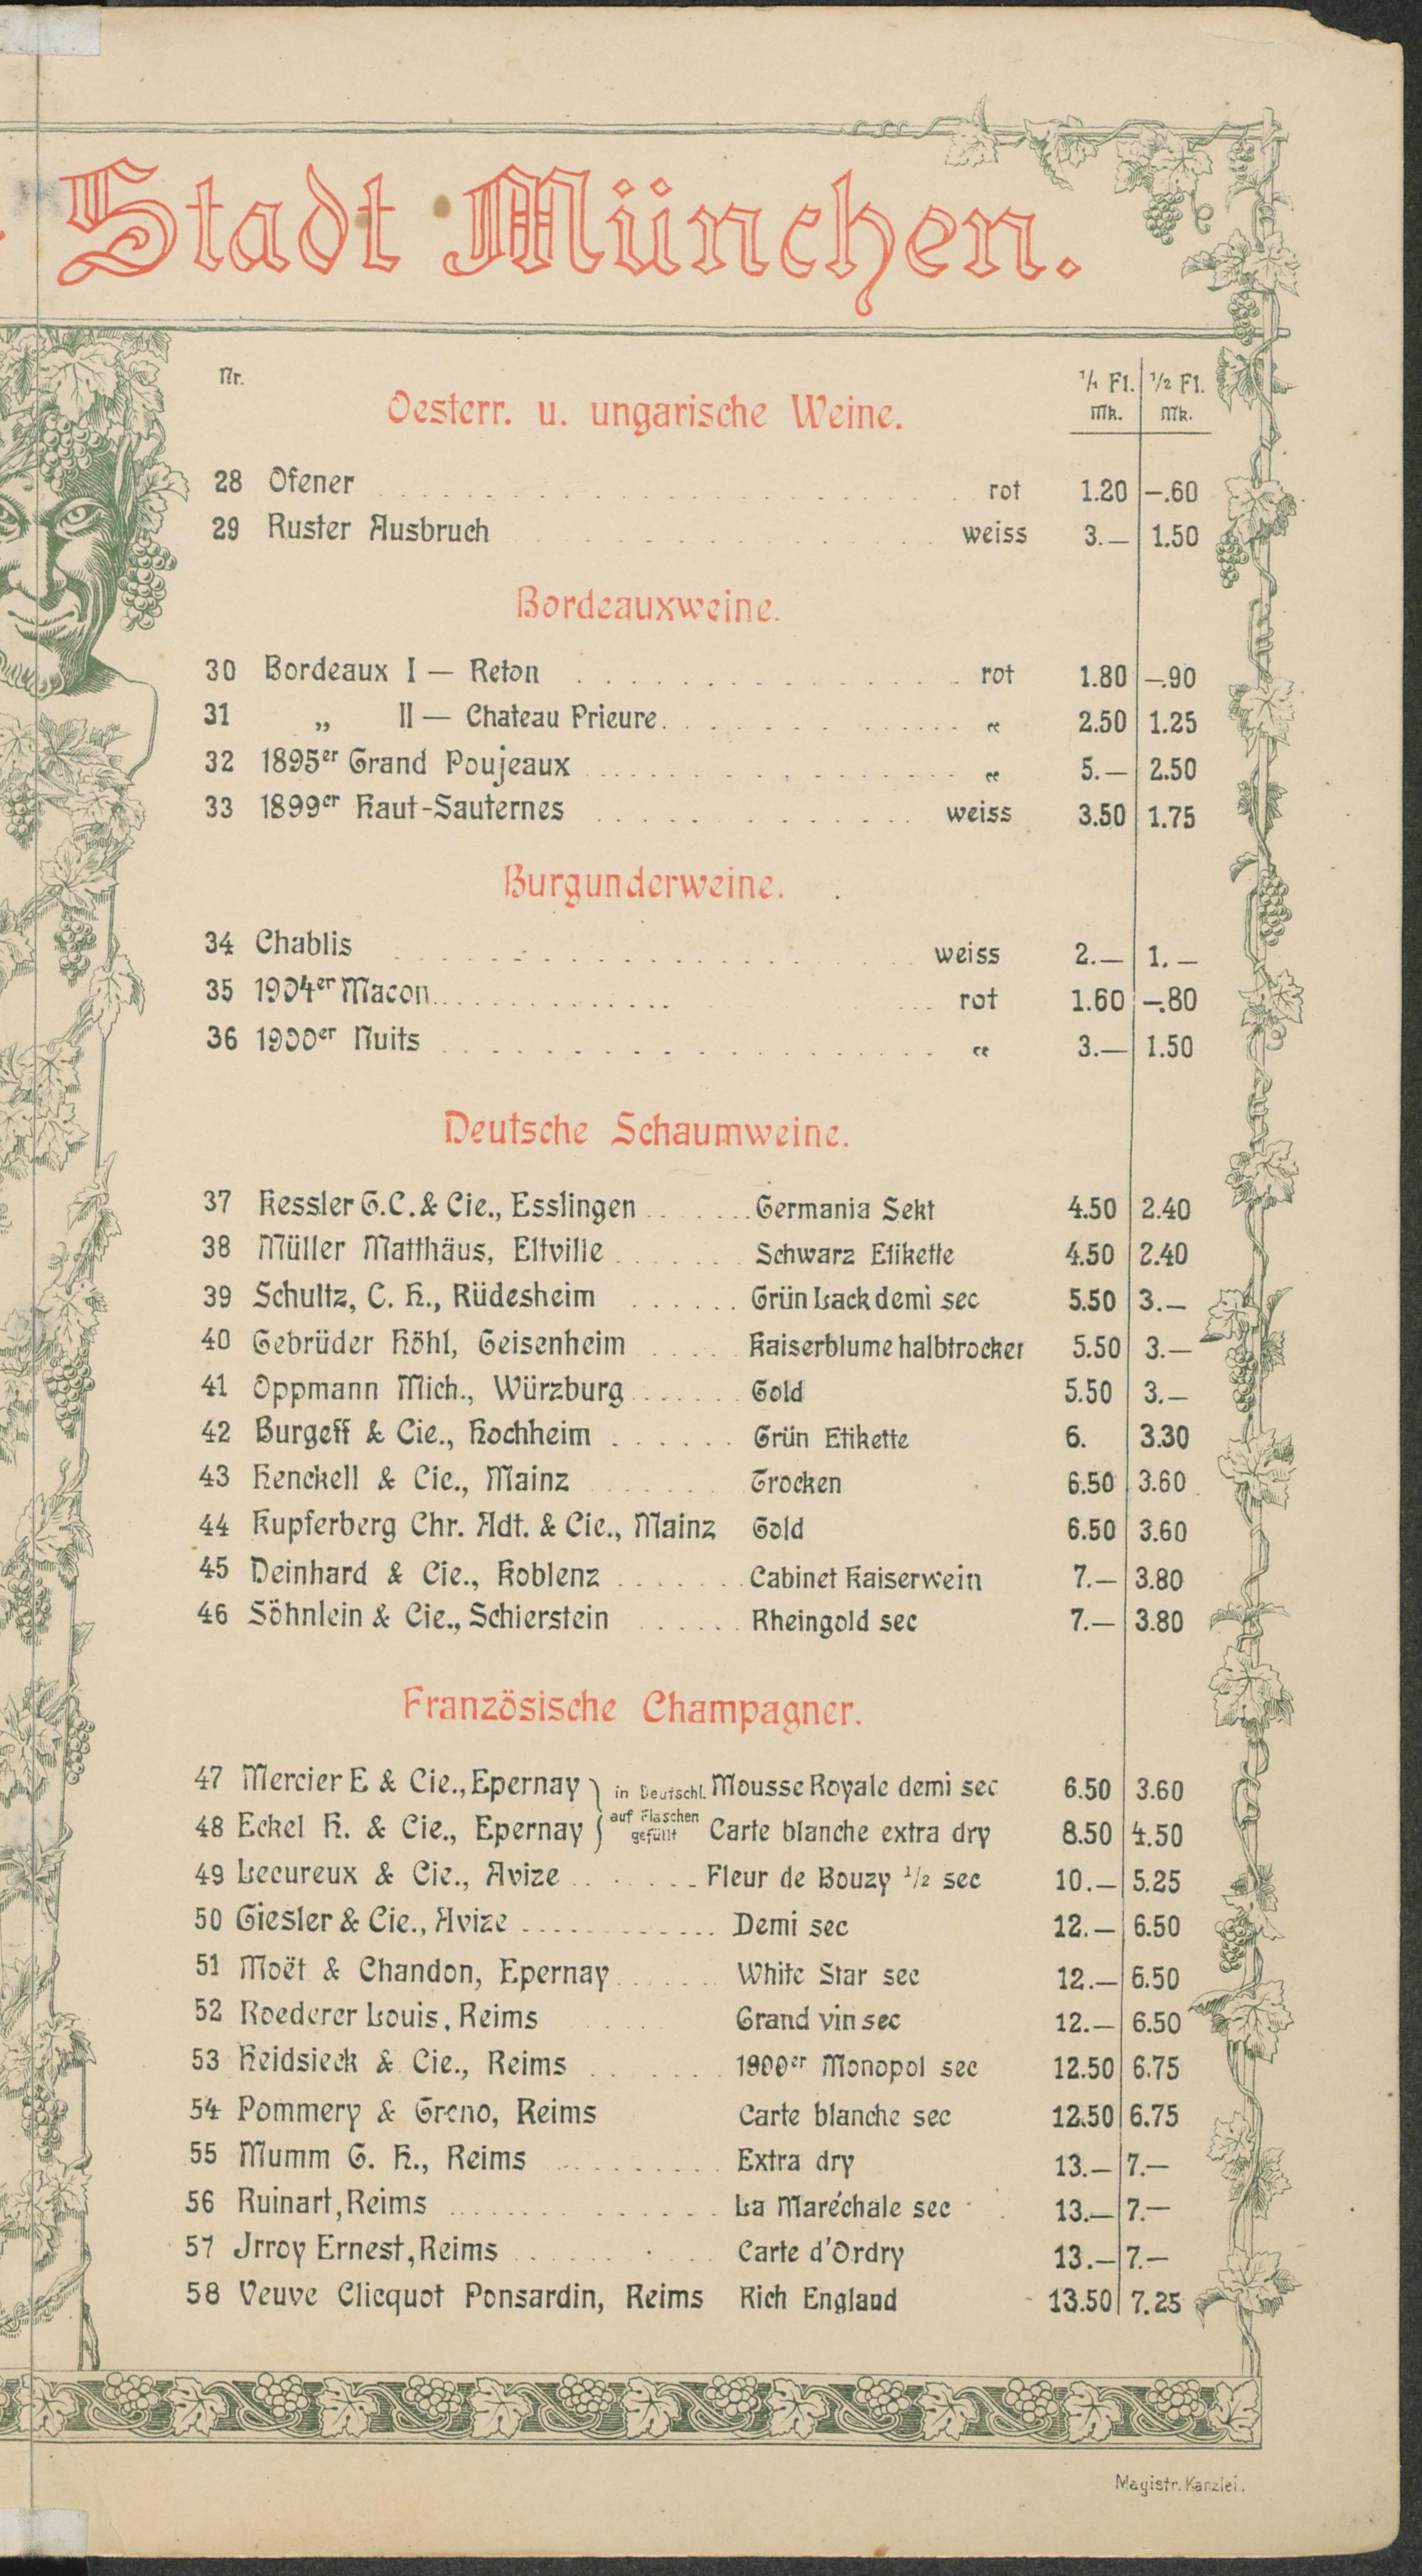 Stadt München.
Nr. 1/1 Fl. 1/2 Fl.
Mk. Mk.
Oesterr. u. ungarische Weine.
28 Ofener rot 1.20 —.60
29 Ruster Ausbruch weiss 3.— 1.50
Bordeauxweine.
30 Bordeaux I — Reton rot 1.80 —.90
31 „ II — Chateau Prieure „ 2.50 1.25
32 1895er Grand Poujeaux „ 5.— 2.50
33 1899er Haut-Sauternes weiss 3.50 1.75
Burgunderweine.
34 Chablis weiss 2.— 1.—
35 1904er Macon rot 1.60 —.80
36 1900er Nuits „ 3.— 1.50
Deutsche Schaumweine.
37 Kessler G.C. & Cie., Esslingen Germania Sekt 4.50 2.40
38 Müller Matthäus, Eltville Schwarz Etikette 4.50 2.40
39 Schultz, C. H., Rüdesheim Grün Lack demi sec 5.50 3.—
40 Gebrüder Höhl, Geisenheim Kaiserblume halbtrocken 5.50 3.—
41 Oppmann Mich., Würzburg Gold 5.50 3.—
42 Burgeff & Cie., Hochheim Grün Etikette 6. 3.30
43 Henckell & Cie., Mainz Trocken 6.50 3.60
44 Kupferberg Chr. Adt. & Cie., Mainz Gold 6.50 3.60
45 Deinhard & Cie., Koblenz Cabinet Kaiserwein 7.— 3.80
46 Söhnlein & Cie., Schierstein Rheingold sec 7.— 3.80
Französische Champagner.
47 Mercier E & Cie., Epernay in Deutschl. Mousse Royale demi sec 6.50 3.60
auf Flaschen
gefüllt
48 Eckel H. & Cie., Epernay Carte blanche extra dry 8.50 4.50
49 Lecureux & Cie., Avize Fleur de Bouzy 1/2 sec 10.— 5.25
50 Giesler & Cie., Avize Demi sec 12.— 6.50
51 Moët & Chandon, Epernay White Star sec 12.— 6.50
52 Roederer Louis, Reims Grand vin sec 12.— 6.50
53 Heidsieck & Cie., Reims 1900er Monopol sec 12.50 6.75
54 Pommery & Greno, Reims Carte blanche sec 12.50 6.75
55 Mumm G. H., Reims Extra dry 13.— 7.—
56 Ruinart, Reims La Maréchale sec 13.— 7.—
57 Jrroy Ernest, Reims Carte d'Ordry 13.— 7.—
58 Veuve Clicquot Ponsardin, Reims Rich England 13.50 7.25
Magistr. Kanzlei.